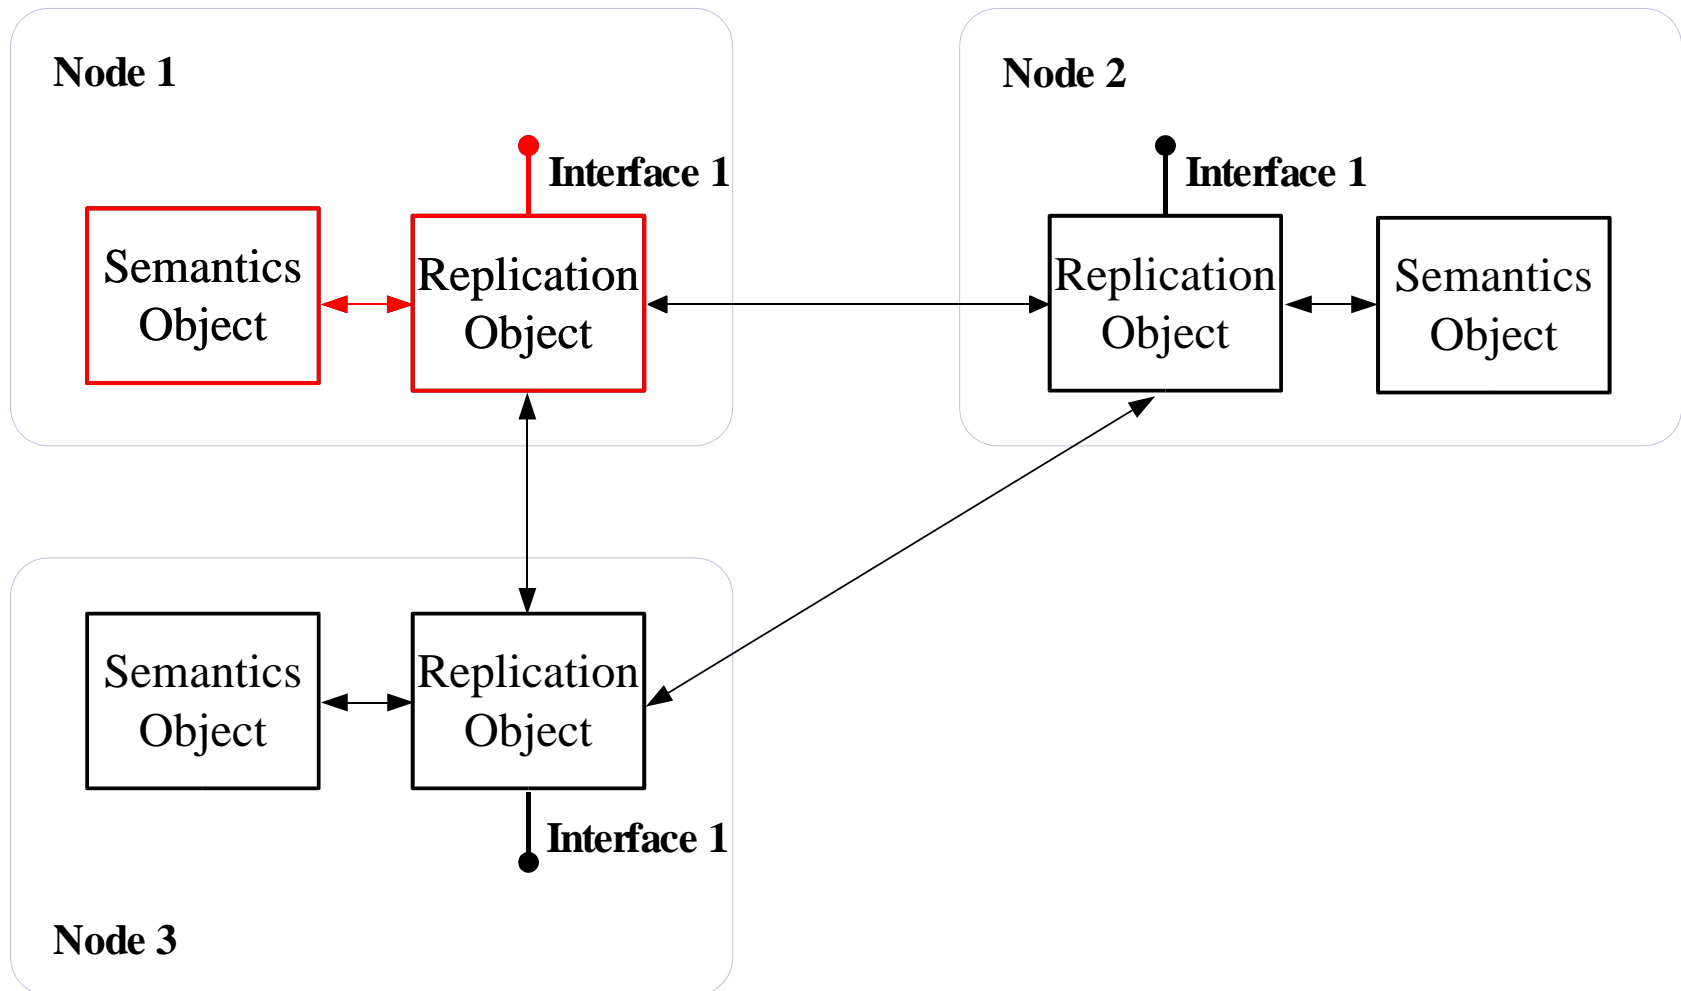 Node 1
Interface 1
Semantics
Object
Replication
Object
Node 2
Interface 1
Replication
Object
Semantics
Object
Semantics
Object
Replication
Object
Interface 1
Node 3